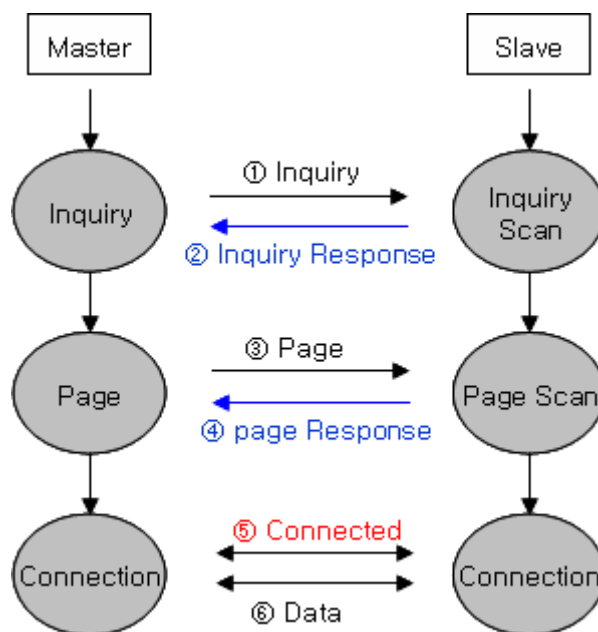 Master
Slave
① Inquiry
Inquiry
Inquiry
Scan
② Inquiry Response
③ Page
Page
Page Scan
④ page Response
⑤ Connected
Connection
Connection
⑥ Data